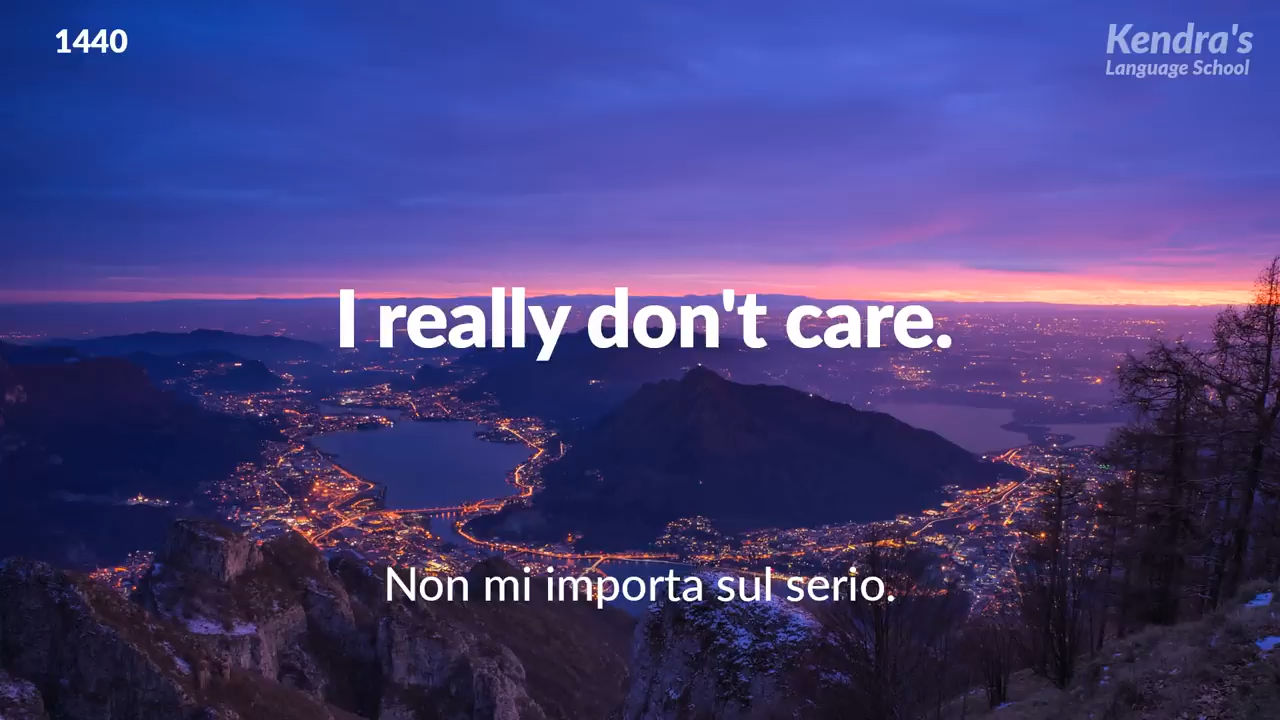 1440
Kendra's
Language School
I really don't care.
Non mi importa sul serio.